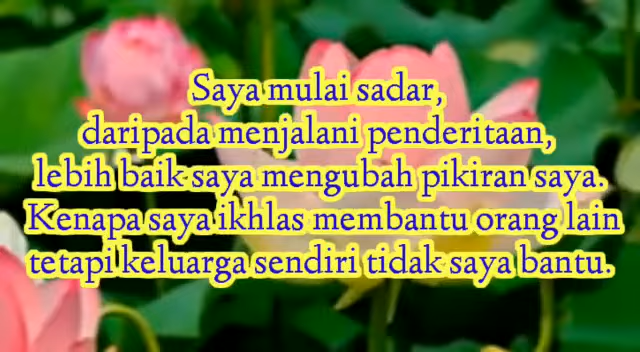 Saya mulai sadar,
daripada menjalani penderitaan,
lebih baik saya mengubah pikiran saya.
Kenapa saya ikhlas membantu orang lain
tetapi keluarga sendiri tidak saya bantu.